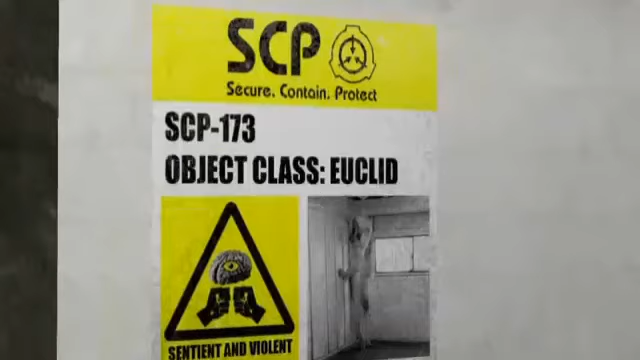 SCP
Secure. Contain. Protect
SCP-173
OBJECT CLASS: EUCLID
SENTIENT AND VIOLENT